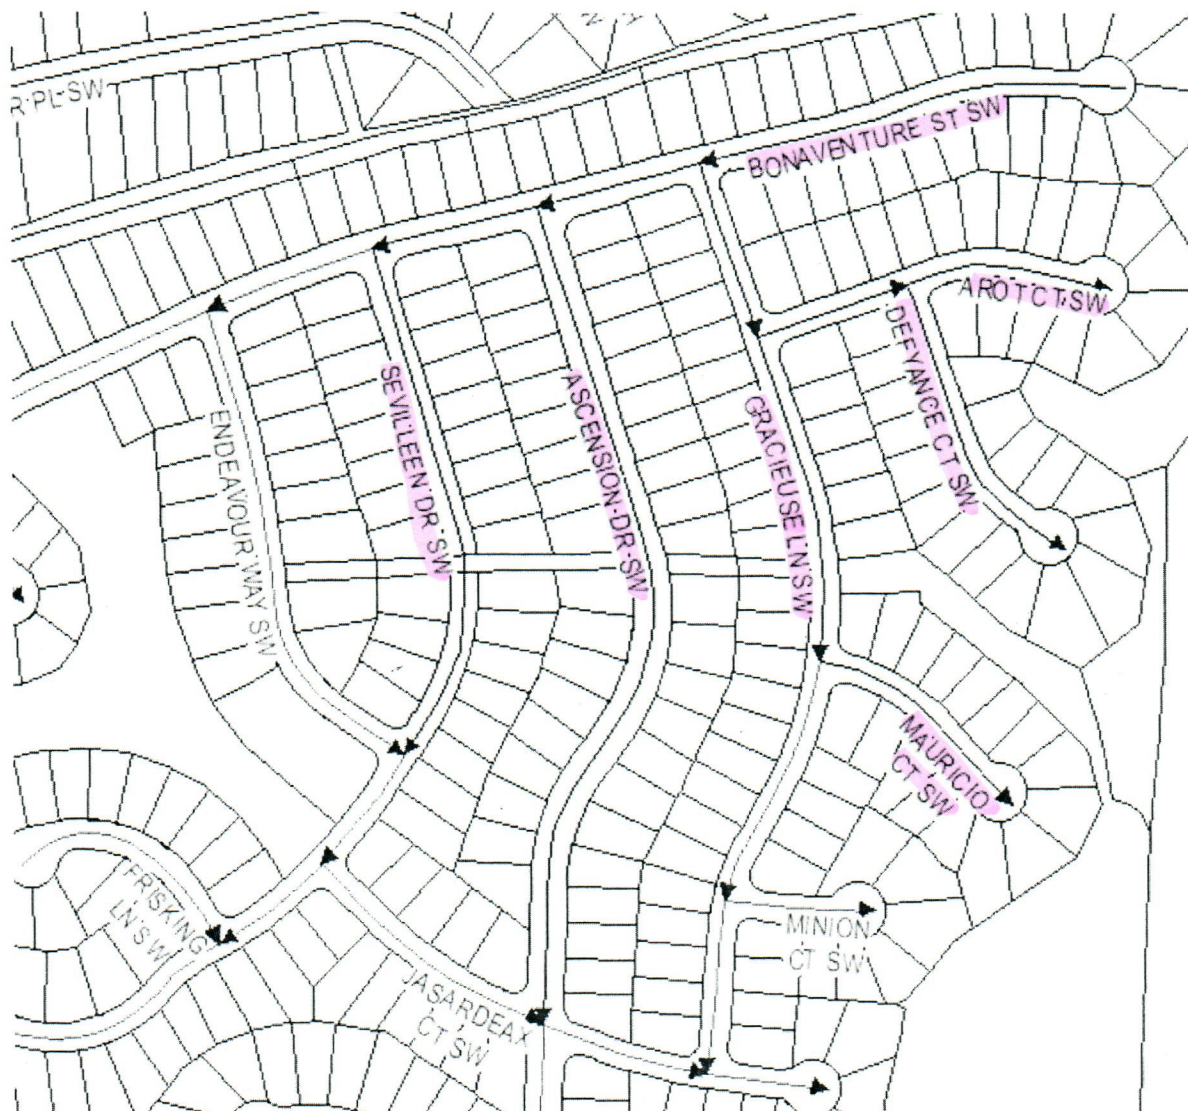 R PL SW
BONAVENTURE ST SW
AROT CT SW
DEFYANCE CT SW
SEVILLEEN DR SW
ASCENSION DR SW
GRACIEUSE LN SW
ENDEAVOUR WAY SW
MAURICIO
CT SW
FRISKING
LN SW
MINION
CT SW
JASARDEAX
CT SW